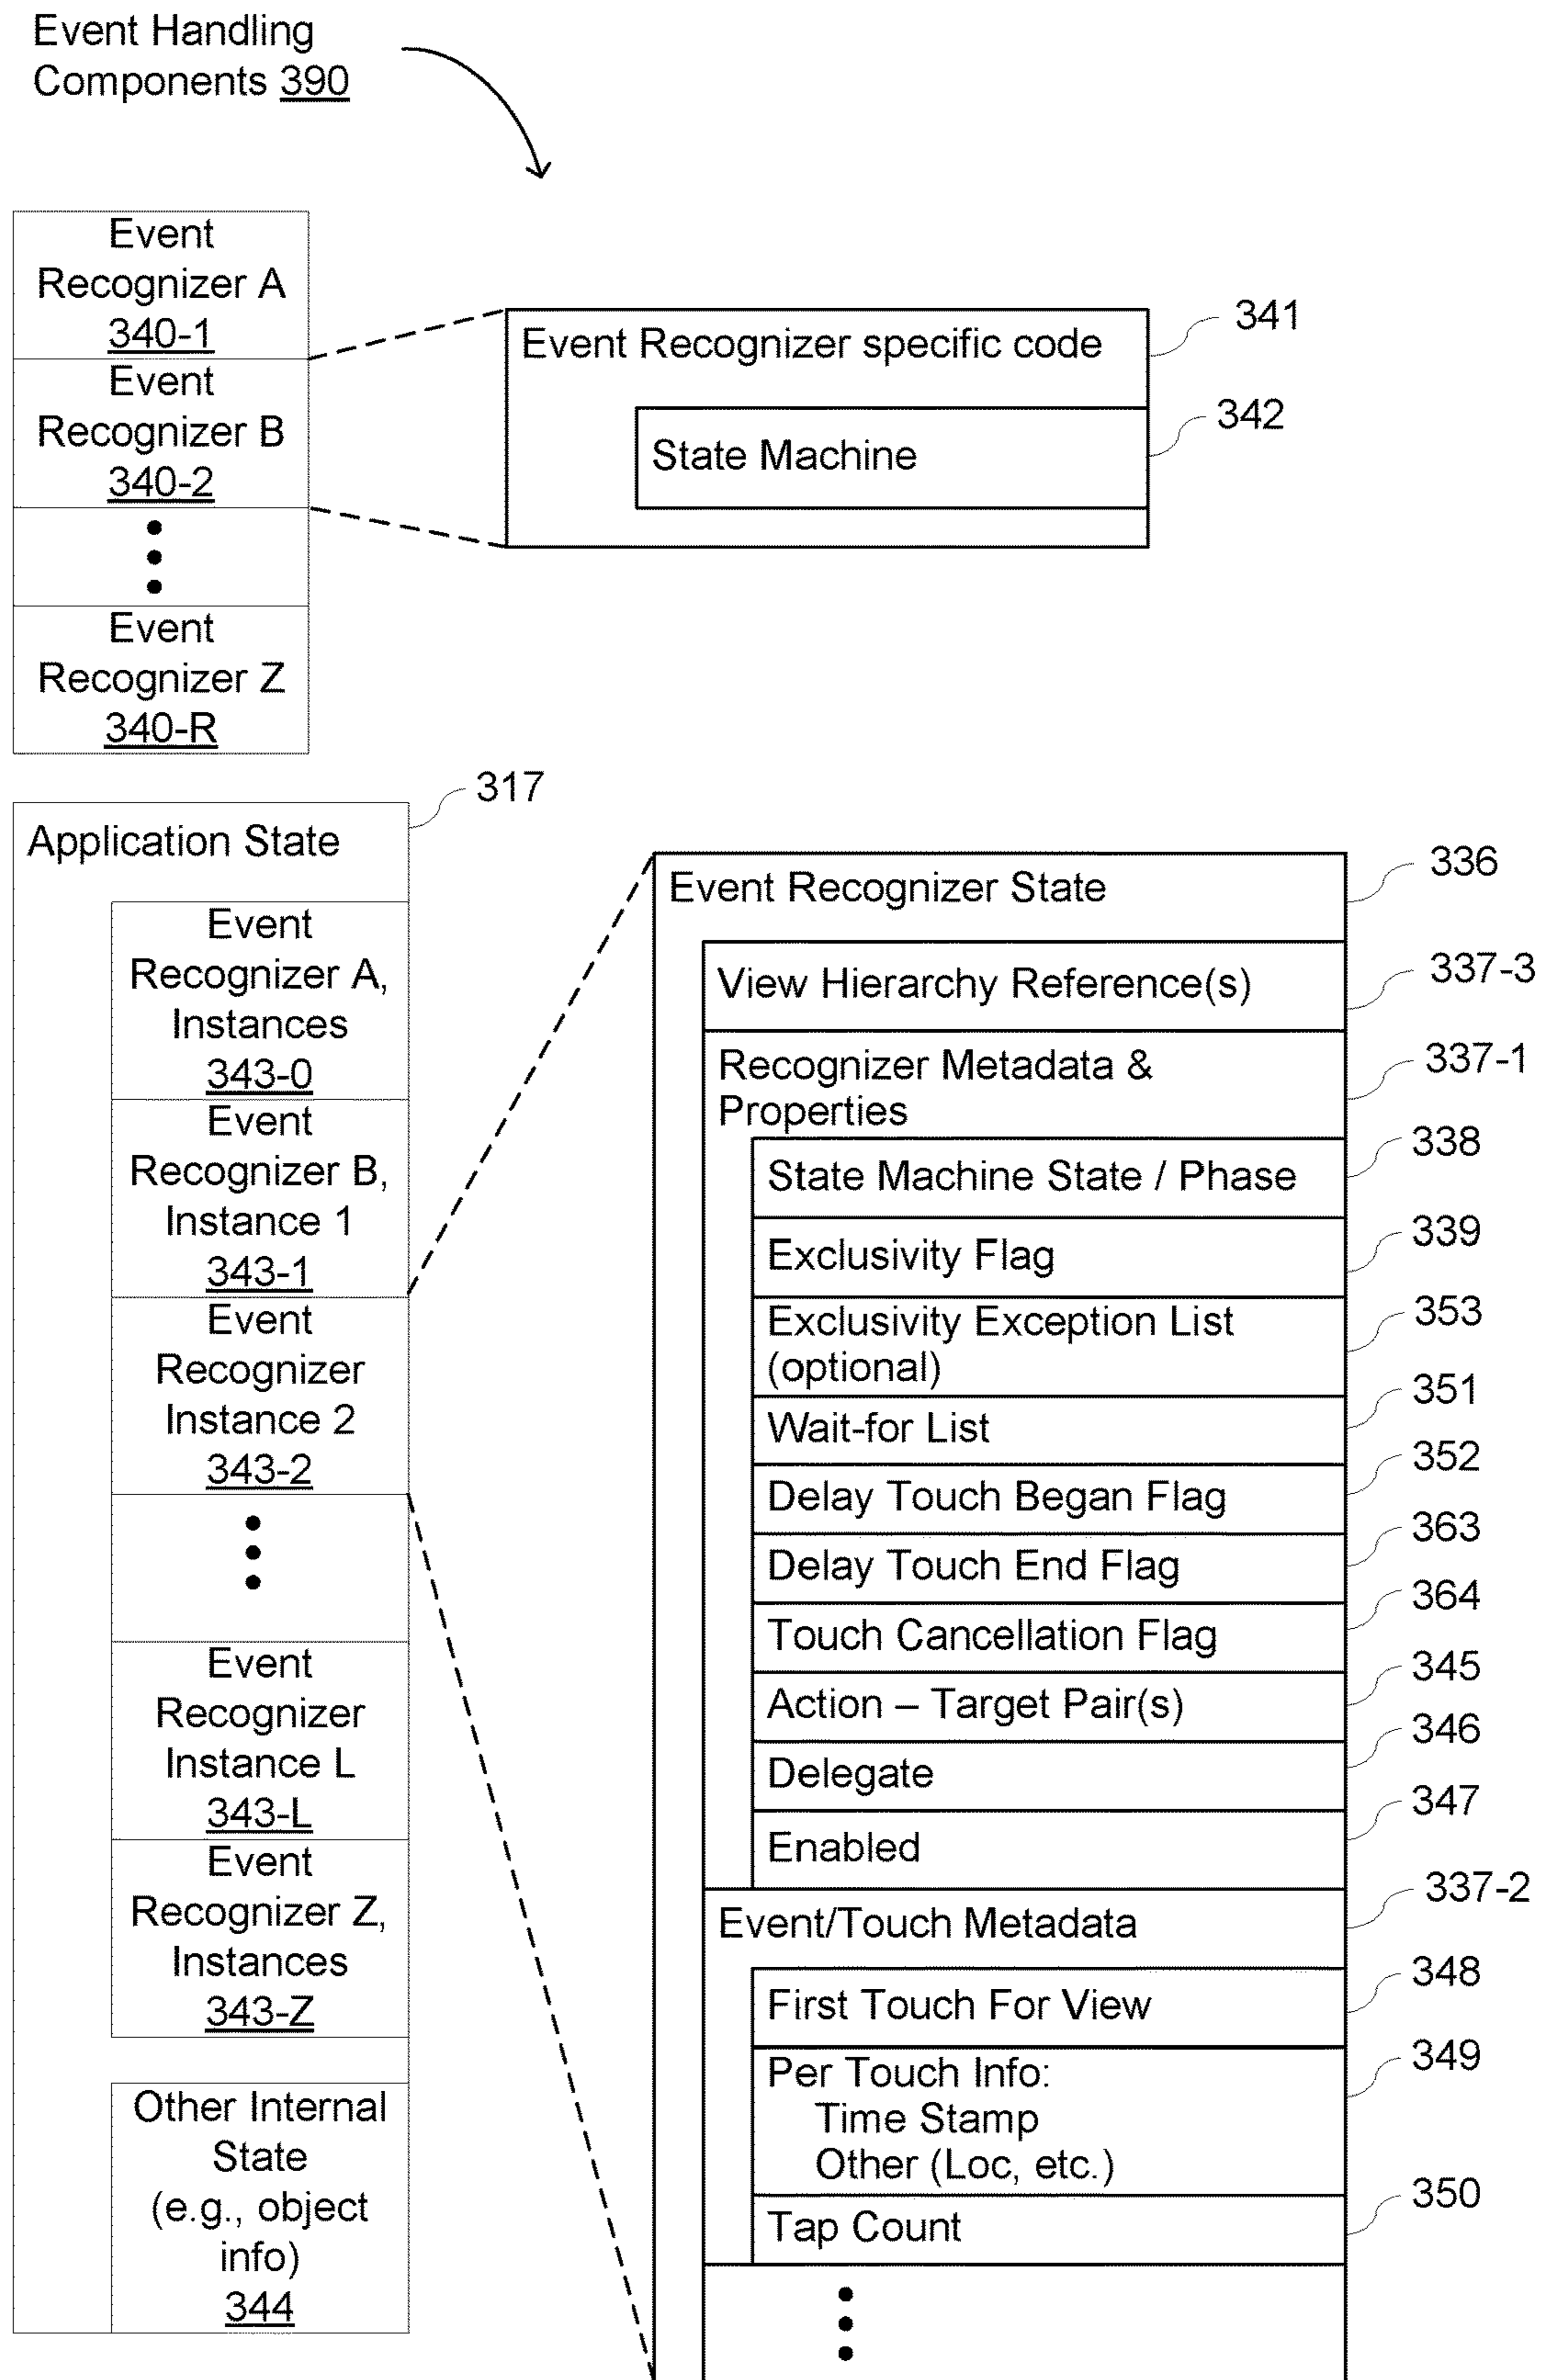 Event Handling
Components 390
Event
Recognizer A
340-1
Event
Recognizer B
340-2
Event
Recognizer Z
340-R
Event Recognizer specific code
341
State Machine
342
317
Application State
Event
Recognizer A,
Instances
343-0
Event
Recognizer B,
Instance 1
343-1
Event
Recognizer
Instance 2
343-2
Event
Recognizer
Instance L
343-L
Event
Recognizer Z,
Instances
343-Z
Other Internal
State
(e.g., object
info)
344
Event Recognizer State
336
View Hierarchy Reference(s)
337-3
Recognizer Metadata &
Properties
337-1
State Machine State / Phase
338
Exclusivity Flag
339
Exclusivity Exception List
(optional)
353
Wait-for List
351
Delay Touch Began Flag
352
Delay Touch End Flag
363
Touch Cancellation Flag
364
Action – Target Pair(s)
345
Delegate
346
Enabled
347
Event/Touch Metadata
337-2
First Touch For View
348
Per Touch Info:
Time Stamp
Other (Loc, etc.)
349
Tap Count
350